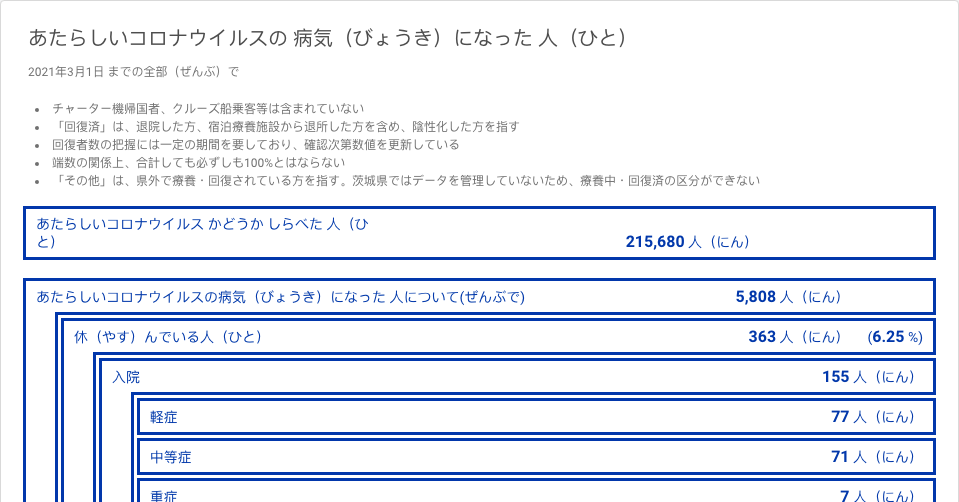 あたらしいコロナウイルスの 病気（びょうき）になった 人（ひと）
2021年3月1日 までの全部（ぜんぶ）で
• チャーター機帰国者、クルーズ船乗客等は含まれていない
• 「回復済」は、退院した方、宿泊療養施設から退所した方を含め、陰性化した方を指す
• 回復者数の把握には一定の期間を要しており、確認次第数値を更新している
• 端数の関係上、合計しても必ずしも100%とはならない
• 「その他」は、県外で療養・回復されている方を指す。茨城県ではデータを管理していないため、療養中・回復済の区分ができない
あたらしいコロナウイルス かどうか しらべた 人（ひ
と） 215,680 人（にん）
あたらしいコロナウイルスの病気（びょうき）になった 人について(ぜんぶで) 5,808 人（にん）
休（やす）んでいる人（ひと） 363 人（にん） (6.25 %)
入院 155 人（にん）
軽症 77 人（にん）
中等症 71 人（にん）
重症 7 人（にん）